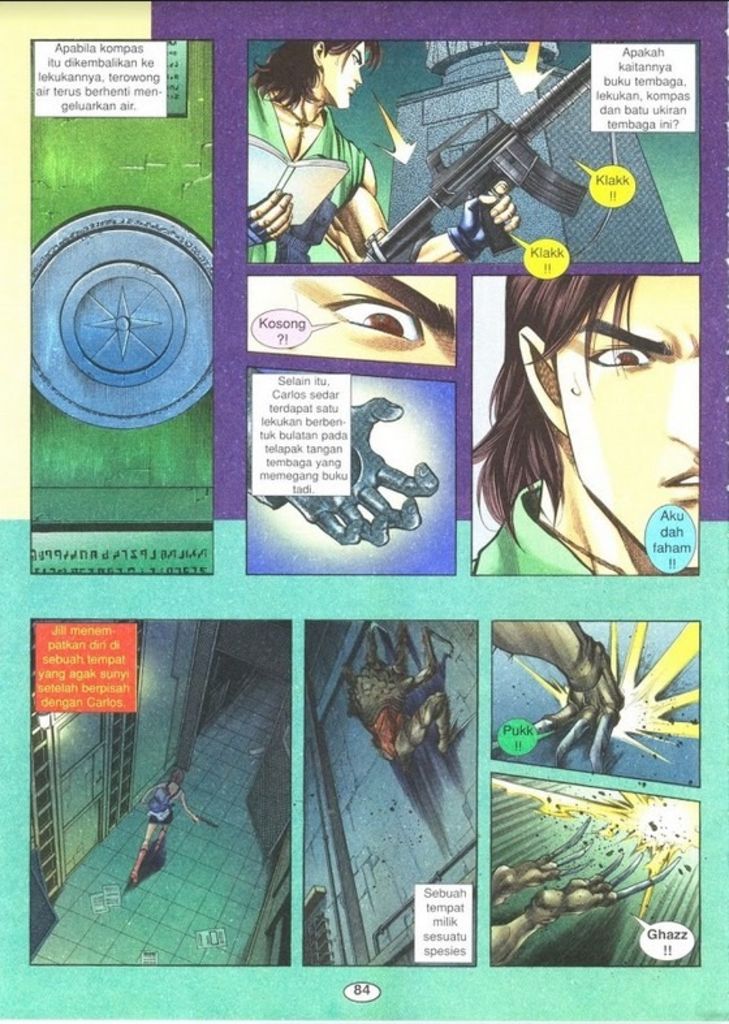 Apabila kompas
itu dikembalikan ke
lekukannya, terowong
air terus berhenti men-
geluarkan air.
Apakah
kaitannya
buku tembaga,
lekukan, kompas
dan batu ukiran
tembaga ini?
Klakk
!!
Klakk
!!
Kosong
?!
Selain itu,
Carlos sedar
terdapat satu
lekukan berben-
tuk bulatan pada
telapak tangan
tembaga yang
memegang buku
tadi.
Aku
dah
faham
!!
Jill menem-
patkan diri di
sebuah tempat
yang agak sunyi
setelah berpisah
dengan Carlos.
Sebuah
tempat
milik
sesuatu
spesies
Pukk
!!
Ghazz
!!
84